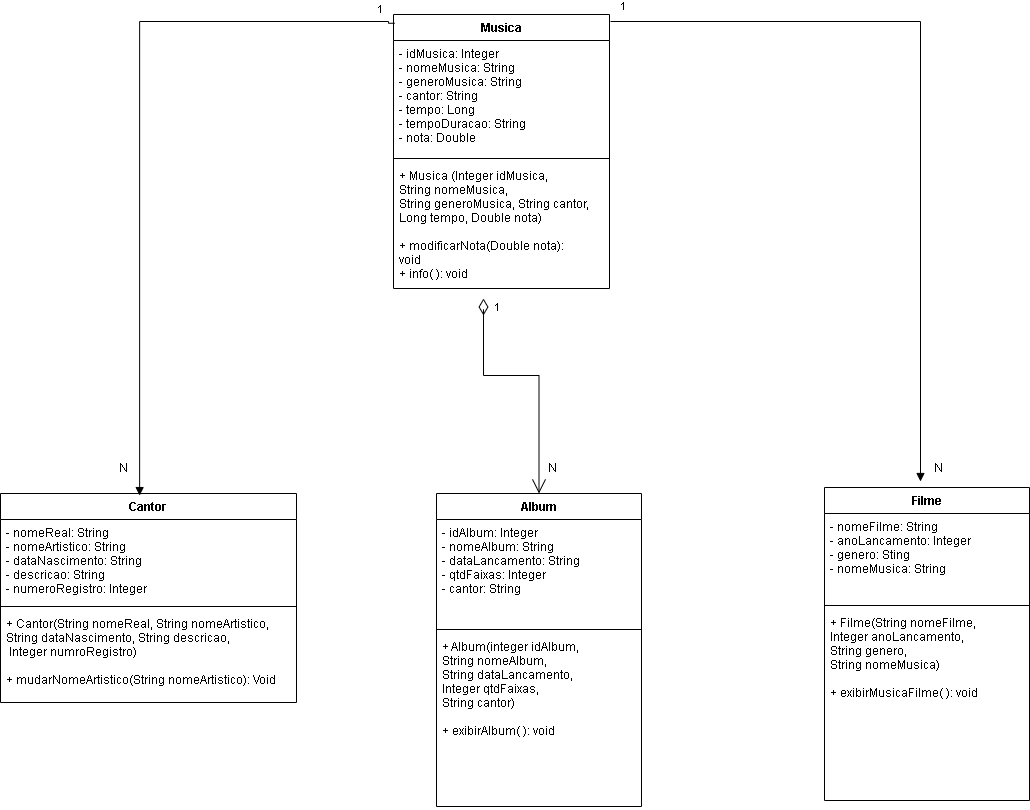 1
1
Musica
- idMusica: Integer
- nomeMusica: String
- generoMusica: String
- cantor: String
- tempo: Long
- tempoDuracao: String
- nota: Double
+ Musica (Integer idMusica,
String nomeMusica,
String generoMusica, String cantor,
Long tempo, Double nota)
+ modificarNota(Double nota):
void
+ info(): void
1
N
N
N
Cantor
- nomeReal: String
- nomeArtistico: String
- dataNascimento: String
- descricao: String
- numeroRegistro: Integer
+ Cantor(String nomeReal, String nomeArtistico,
String dataNascimento, String descricao,
Integer numroRegistro)
+ mudarNomeArtistico(String nomeArtistico): Void
Album
- idAlbum: Integer
- nomeAlbum: String
- dataLancamento: String
- qtdFaixas: Integer
- cantor: String
+ Album(integer idAlbum,
String nomeAlbum,
String dataLancamento,
Integer qtdFaixas,
String cantor)
+ exibirAlbum(): void
Filme
- nomeFilme: String
- anoLancamento: Integer
- genero: Sting
- nomeMusica: String
+ Filme(String nomeFilme,
Integer anoLancamento,
String genero,
String nomeMusica)
+ exibirMusicaFilme(): void